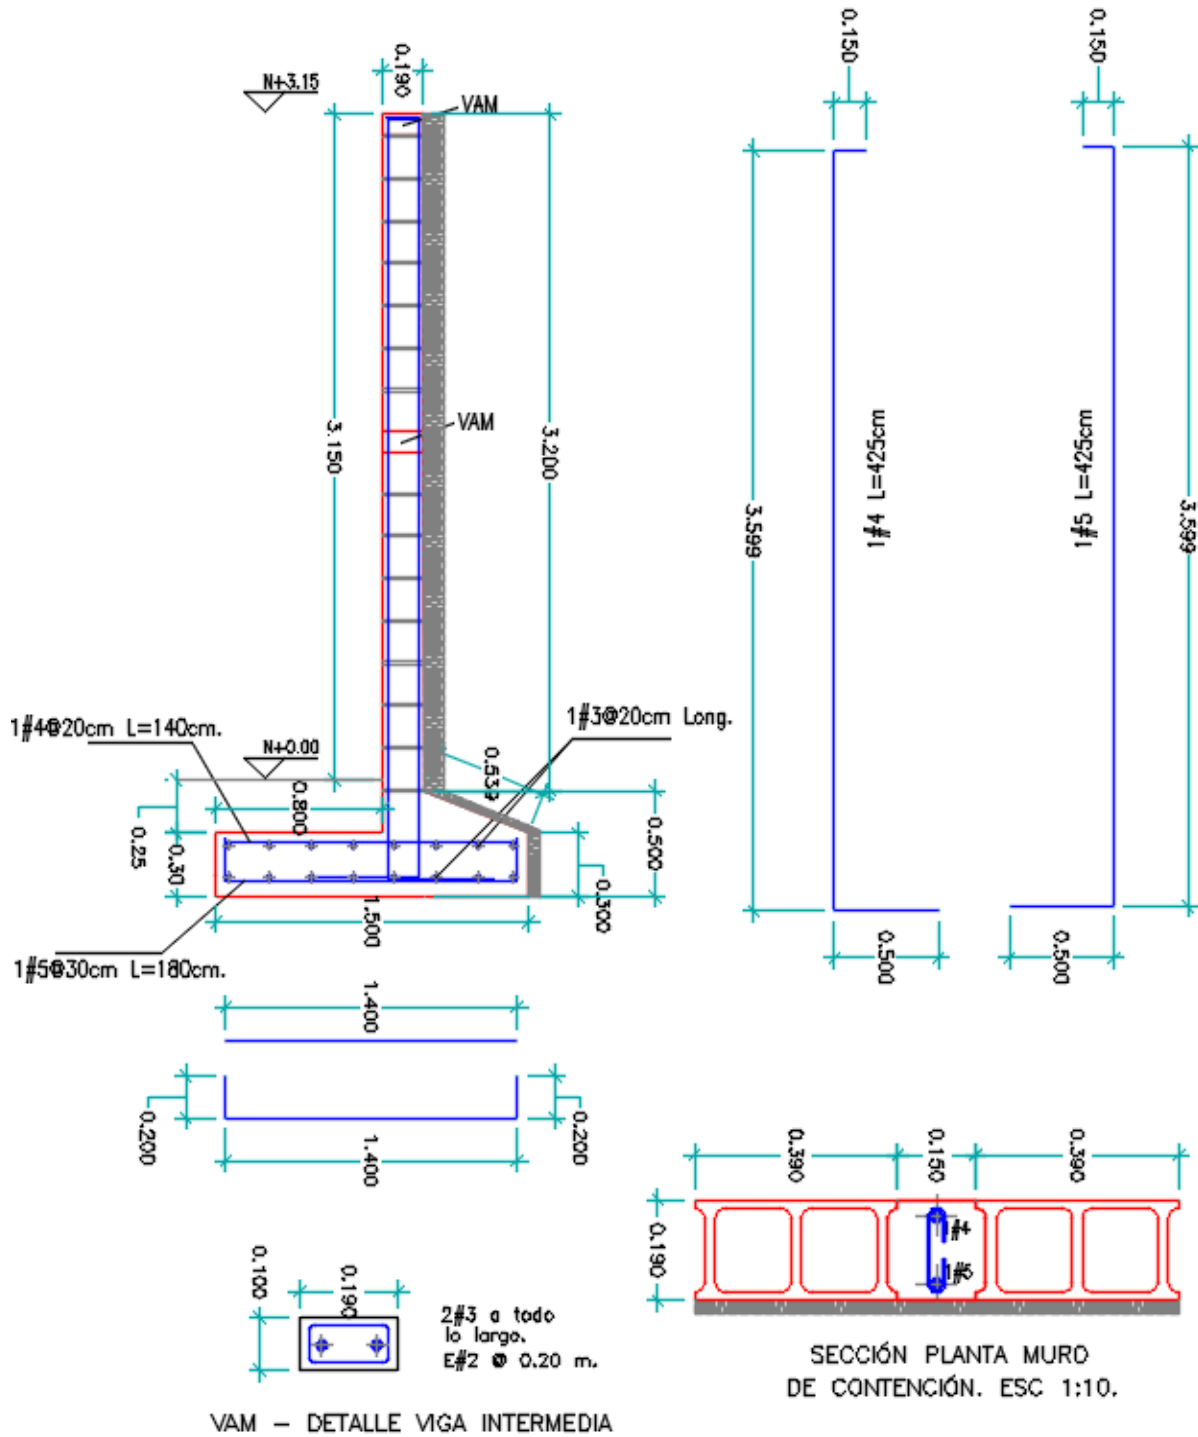 0.190
N+3.15
VAM
3.150
VAM
3.200
0.150
0.150
3.599
1#4 L=425cm
1#5 L=425cm
3.599
0.500
0.500
1#4@20cm L=140cm.
1#3@20cm Long.
N+0.00
0.539
0.800
0.25
0.30
0.500
0.300
1.500
1#5@30cm L=180cm.
1.400
0.200
0.200
1.400
0.390
0.150
0.390
0.190
1#4
1#5
SECCIÓN PLANTA MURO
DE CONTENCIÓN. ESC 1:10.
0.100
0.190
2#3 a todo
lo largo.
E#2 @ 0.20 m.
VAM – DETALLE VIGA INTERMEDIA